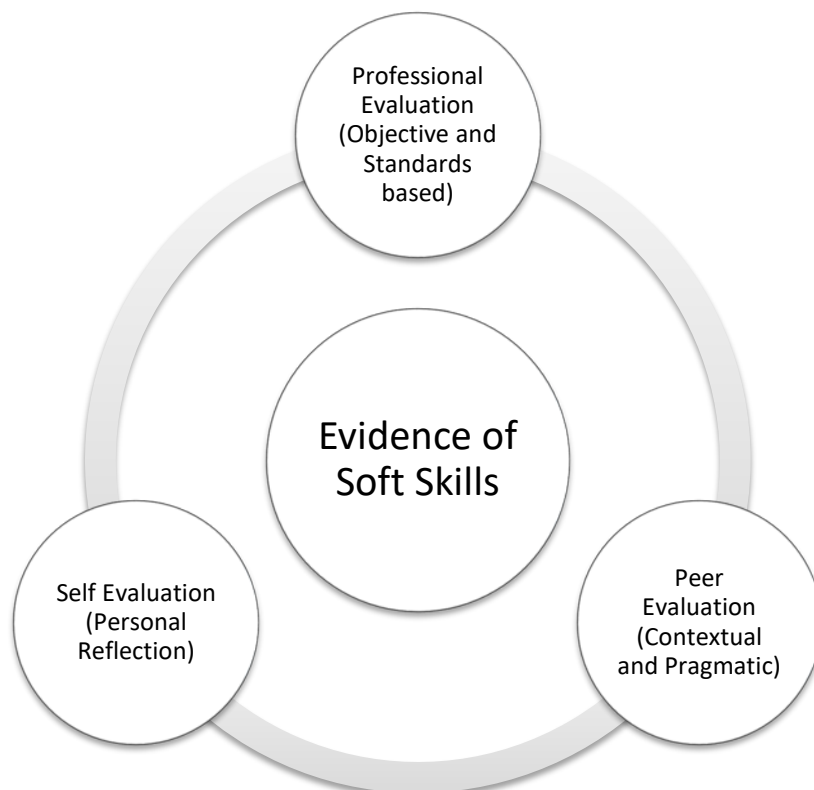 Professional
Evaluation
(Objective and
Standards
based)
Evidence of
Soft Skills
Self Evaluation
(Personal
Reflection)
Peer
Evaluation
(Contextual
and Pragmatic)